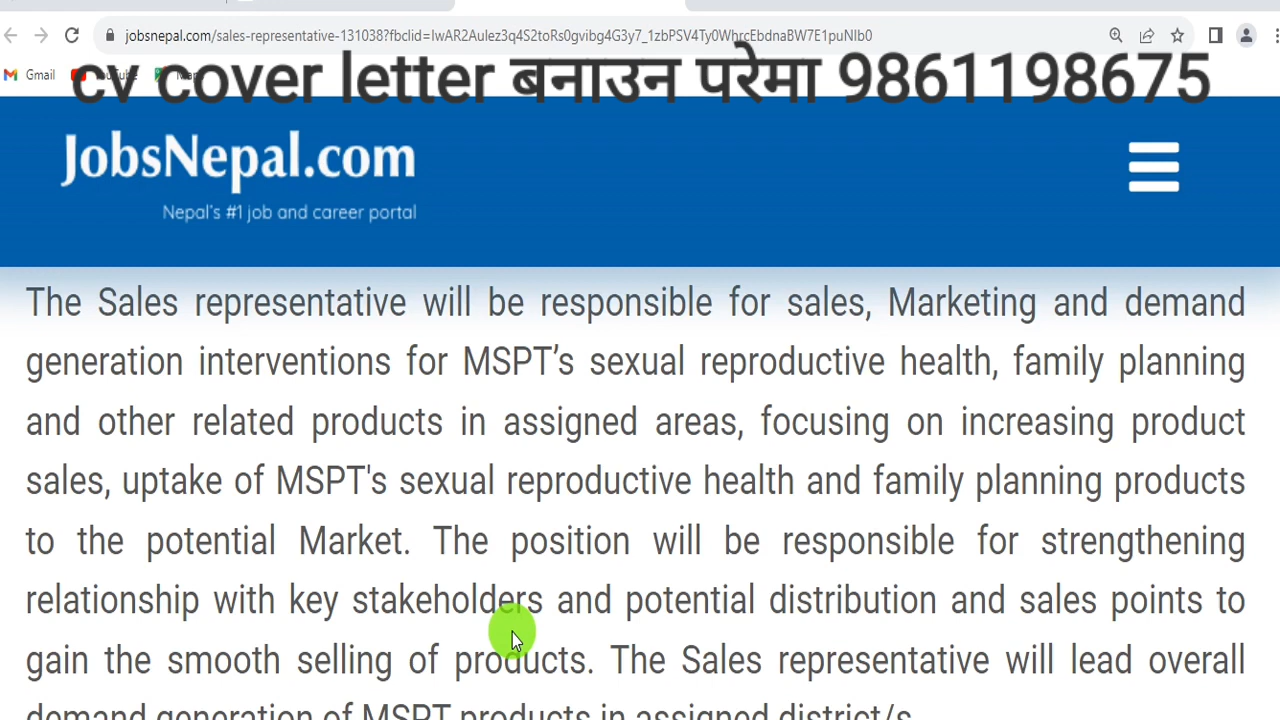 jobsnepal.com/sales-representative-131038?fbclid=IwAR2Aulez3q4S2toRs0gvibg4G3y7_1zbPSV4Ty0WhrcEbdnaBW7E1puNIb0
Gmail
cv cover letter बनाउन परेमा 9861198675
JobsNepal.com
Nepal's #1 job and career portal
The Sales representative will be responsible for sales, Marketing and demand
generation interventions for MSPT’s sexual reproductive health, family planning
and other related products in assigned areas, focusing on increasing product
sales, uptake of MSPT's sexual reproductive health and family planning products
to the potential Market. The position will be responsible for strengthening
relationship with key stakeholders and potential distribution and sales points to
gain the smooth selling of products. The Sales representative will lead overall
demand generation of MSPT products in assigned district/s.